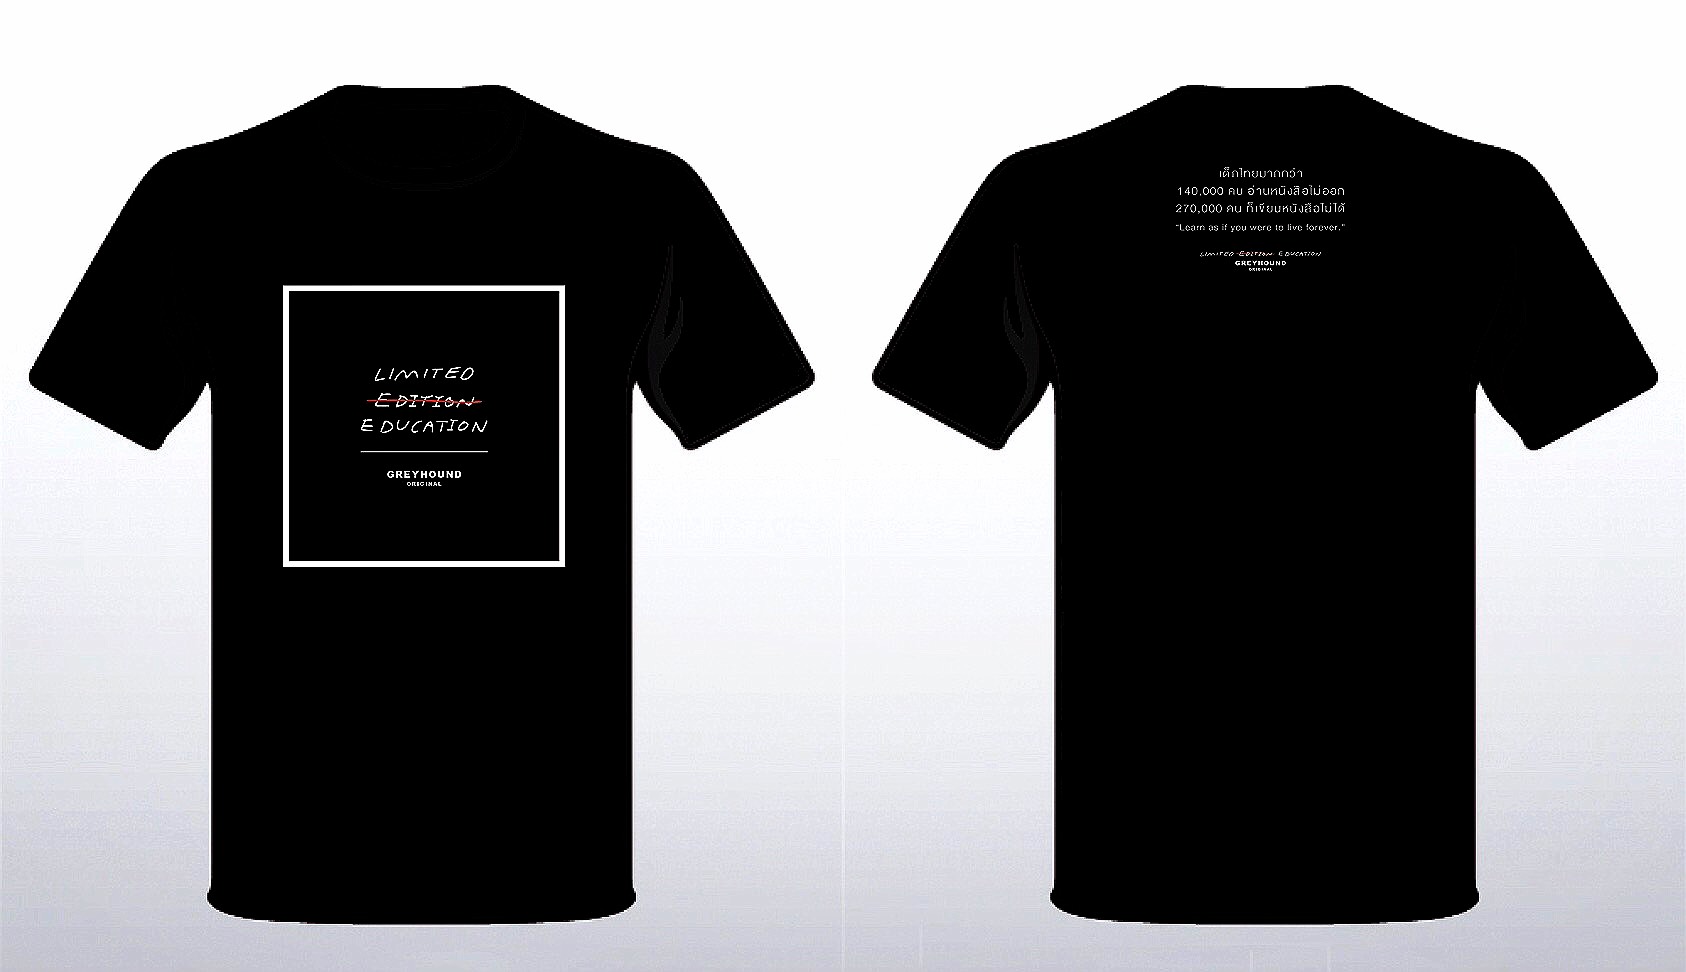 LIMITED
EDITION
EDUCATION
GREYHOUND
ORIGINAL
เด็กไทยมากกว่า
140,000 คน อ่านหนังสือไม่ออก
270,000 คน ที่เขียนหนังสือไม่ได้
"Learn as if you were to live forever."
LIMITED EDITION EDUCATION
GREYHOUND
ORIGINAL